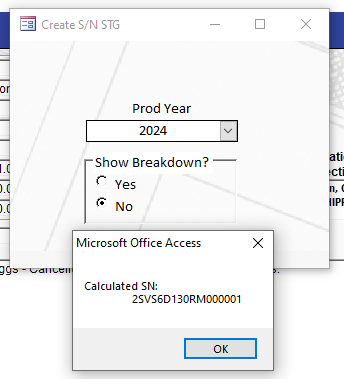 Create S/N STG
Prod Year
2024
Show Breakdown?
Yes
No
Microsoft Office Access
Calculated SN:
2SVS6D130RM000001
OK